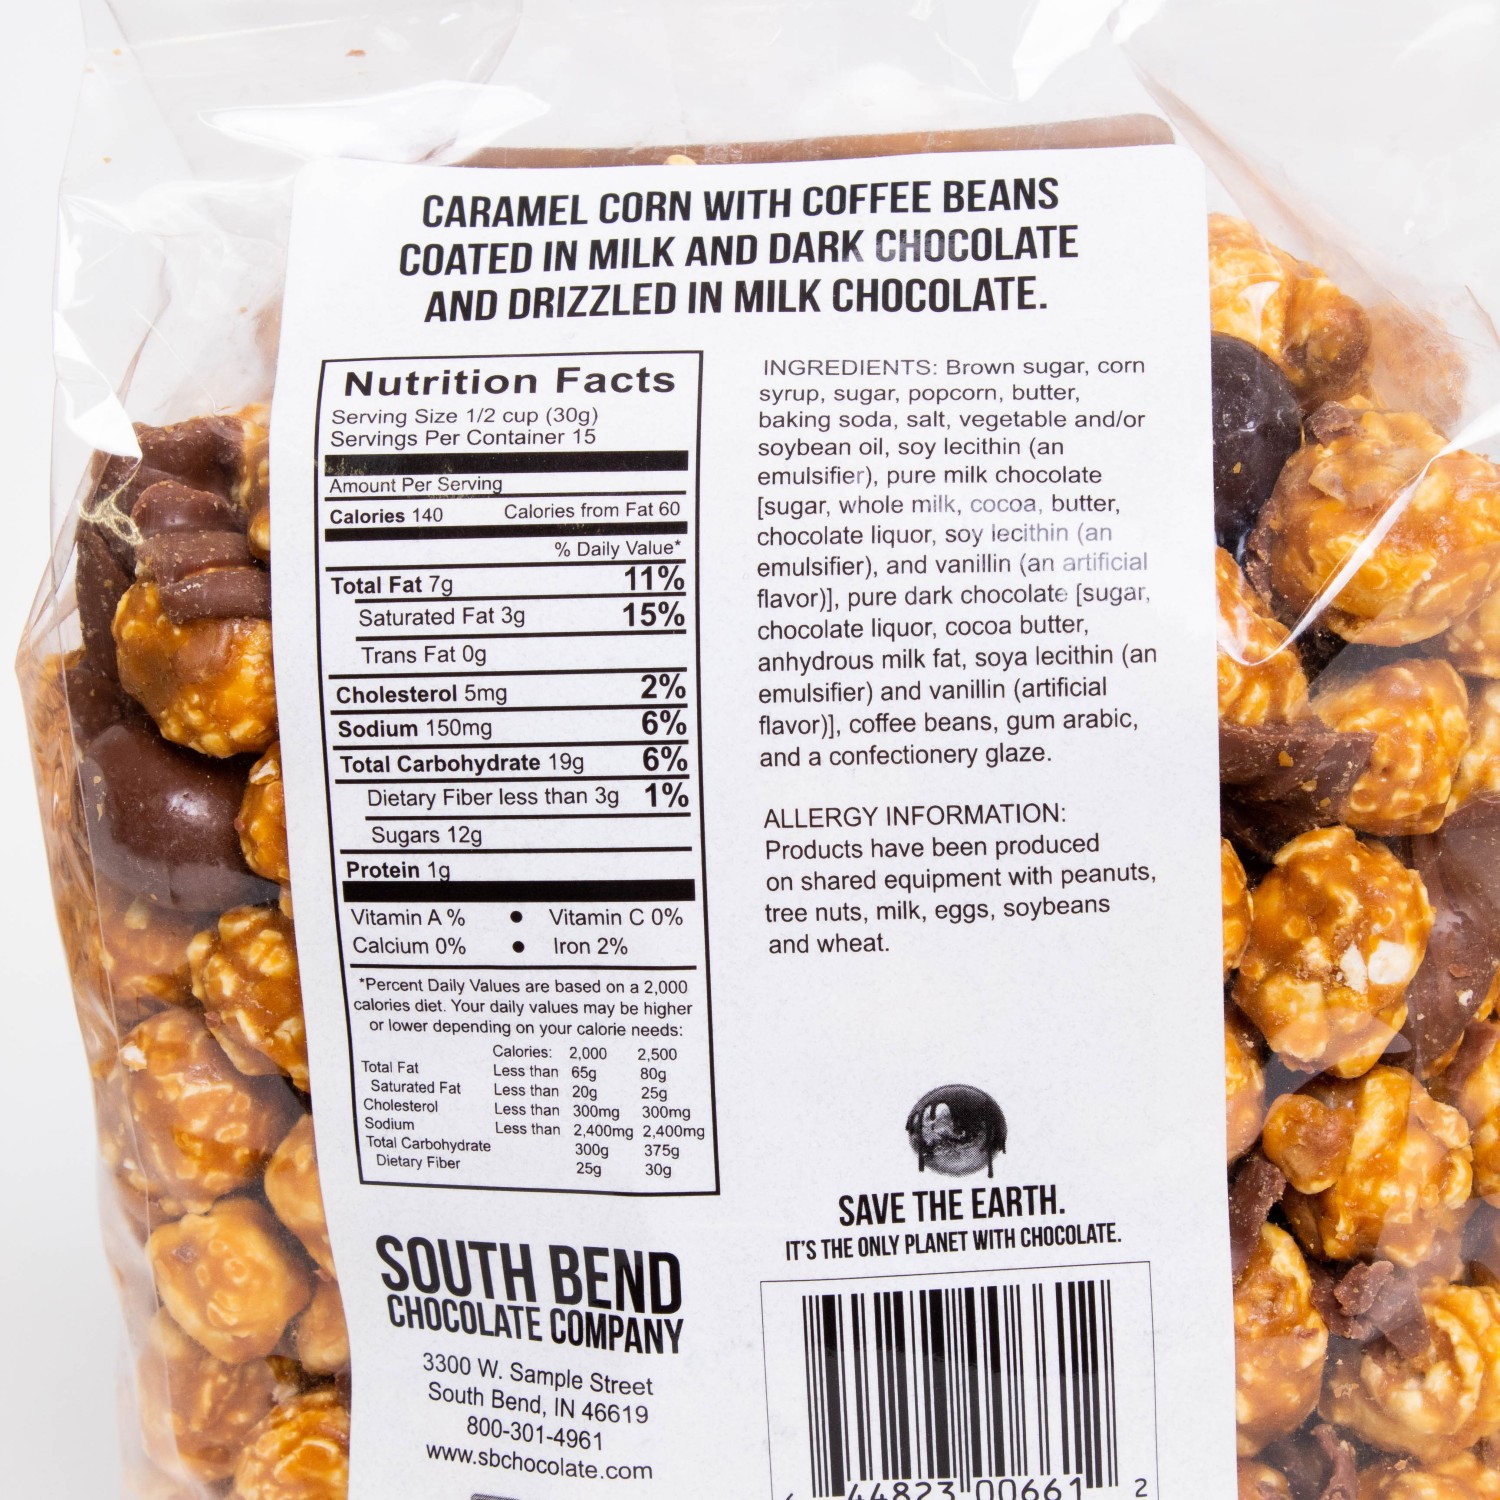 CARAMEL CORN WITH COFFEE BEANS
COATED IN MILK AND DARK CHOCOLATE
AND DRIZZLED IN MILK CHOCOLATE.
Nutrition Facts
Serving Size 1/2 cup (30g)
Servings Per Container 15
Amount Per Serving
Calories 140 Calories from Fat 60
% Daily Value*
Total Fat 7g 11%
Saturated Fat 3g 15%
Trans Fat 0g
Cholesterol 5mg 2%
Sodium 150mg 6%
Total Carbohydrate 19g 6%
Dietary Fiber less than 3g 1%
Sugars 12g
Protein 1g
Vitamin A % • Vitamin C 0%
Calcium 0% • Iron 2%
*Percent Daily Values are based on a 2,000
calories diet. Your daily values may be higher
or lower depending on your calorie needs:
Calories: 2,000 2,500
Total Fat Less than 65g 80g
Saturated Fat Less than 20g 25g
Cholesterol Less than 300mg 300mg
Sodium Less than 2,400mg 2,400mg
Total Carbohydrate 300g 375g
Dietary Fiber 25g 30g
INGREDIENTS: Brown sugar, corn
syrup, sugar, popcorn, butter,
baking soda, salt, vegetable and/or
soybean oil, soy lecithin (an
emulsifier), pure milk chocolate
[sugar, whole milk, cocoa, butter,
chocolate liquor, soy lecithin (an
emulsifier), and vanillin (an artificial
flavor)], pure dark chocolate [sugar,
chocolate liquor, cocoa butter,
anhydrous milk fat, soya lecithin (an
emulsifier) and vanillin (artificial
flavor)], coffee beans, gum arabic,
and a confectionery glaze.
ALLERGY INFORMATION:
Products have been produced
on shared equipment with peanuts,
tree nuts, milk, eggs, soybeans
and wheat.
SAVE THE EARTH.
IT'S THE ONLY PLANET WITH CHOCOLATE.
SOUTH BEND
CHOCOLATE COMPANY
3300 W. Sample Street
South Bend, IN 46619
800-301-4961
www.sbchocolate.com
44823 00661 2